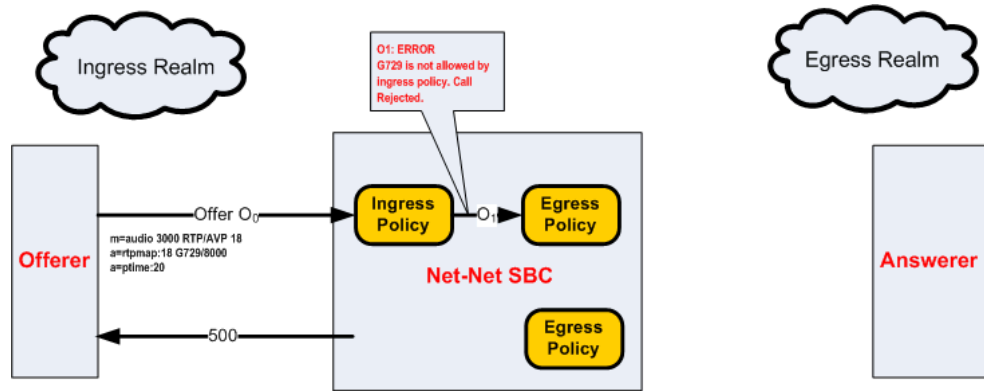 Ingress Realm
Egress Realm
O1: ERROR
G729 is not allowed by
ingress policy. Call
Rejected.
Offerer
Offer O0
m=audio 3000 RTP/AVP 18
a=rtpmap:18 G729/8000
a=ptime:20
Ingress
Policy
O1
Egress
Policy
Net-Net SBC
Answerer
500
Egress
Policy